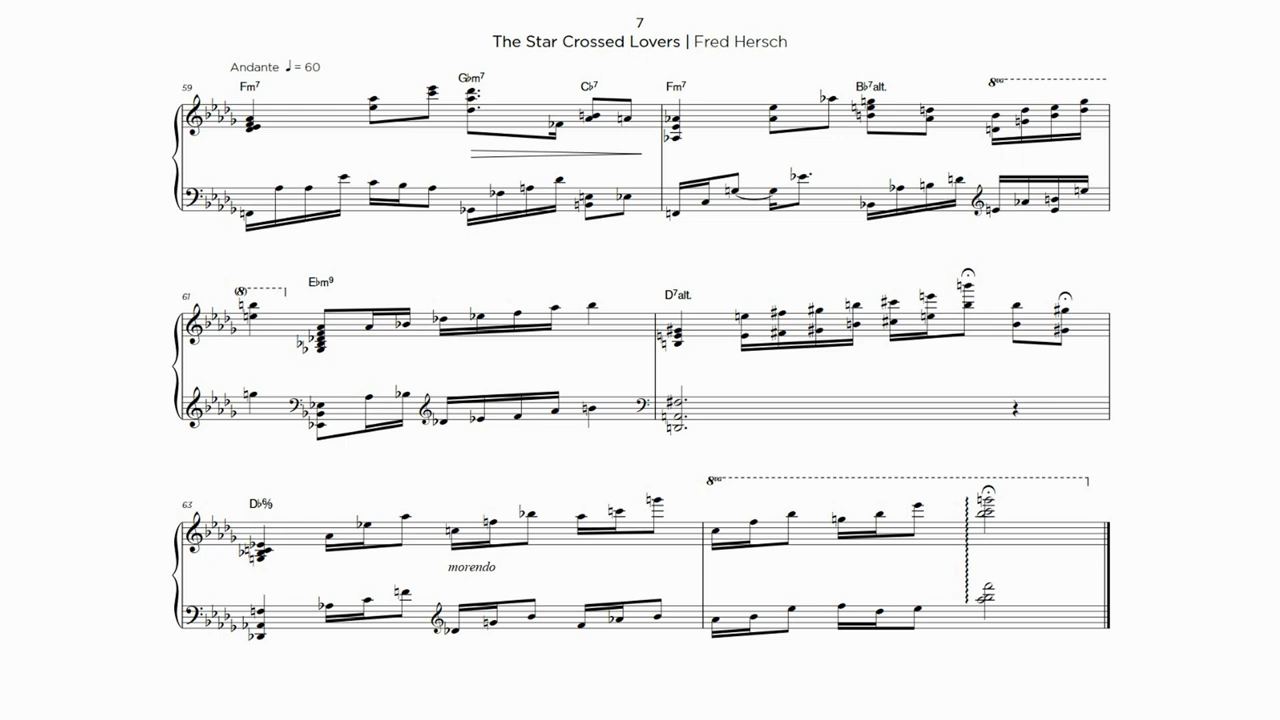 7
The Star Crossed Lovers | Fred Hersch
Andante ♩= 60
59 Fm7 G♭m7 C♭7 Fm7 B♭7alt. 8va
61 (8) E♭m9 D7alt.
63 D♭6/9 8va
morendo